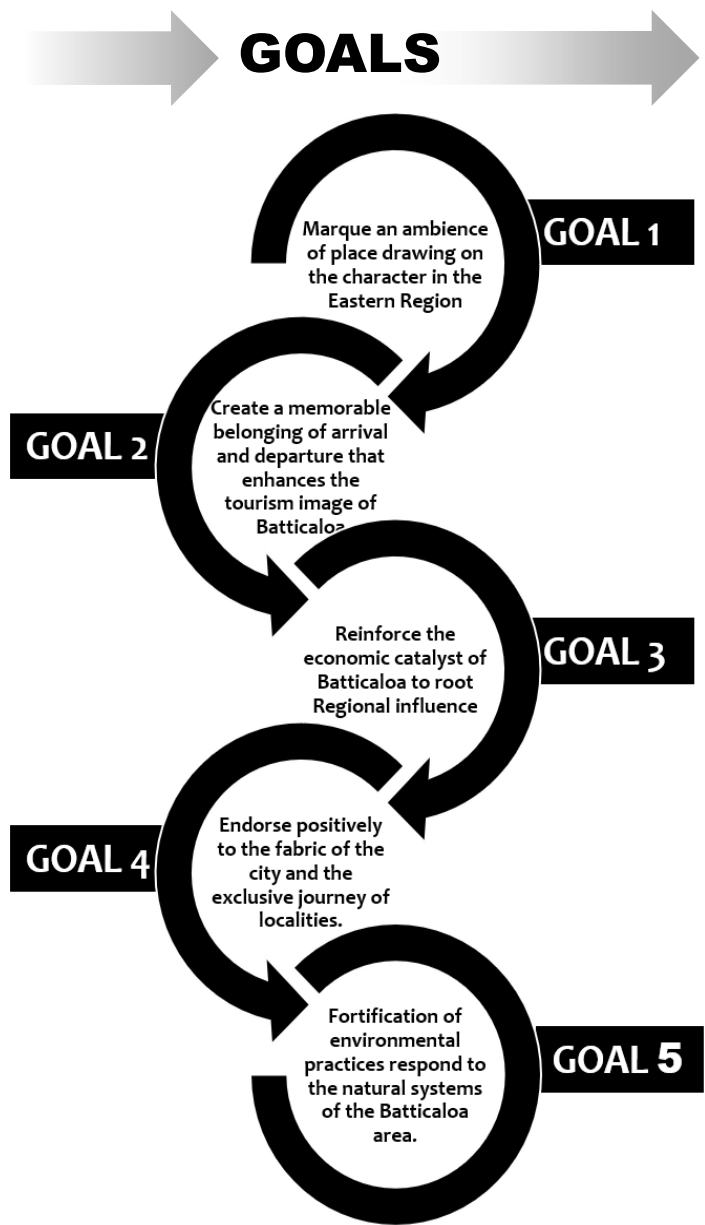 GOALS
GOAL 1
Marque an ambience
of place drawing on
the character in the
Eastern Region
GOAL 2
Create a memorable
belonging of arrival
and departure that
enhances the
tourism image of
Batticaloa
GOAL 3
Reinforce the
economic catalyst of
Batticaloa to root
Regional influence
GOAL 4
Endorse positively
to the fabric of the
city and the
exclusive journey of
localities.
GOAL 5
Fortification of
environmental
practices respond to
the natural systems
of the Batticaloa
area.